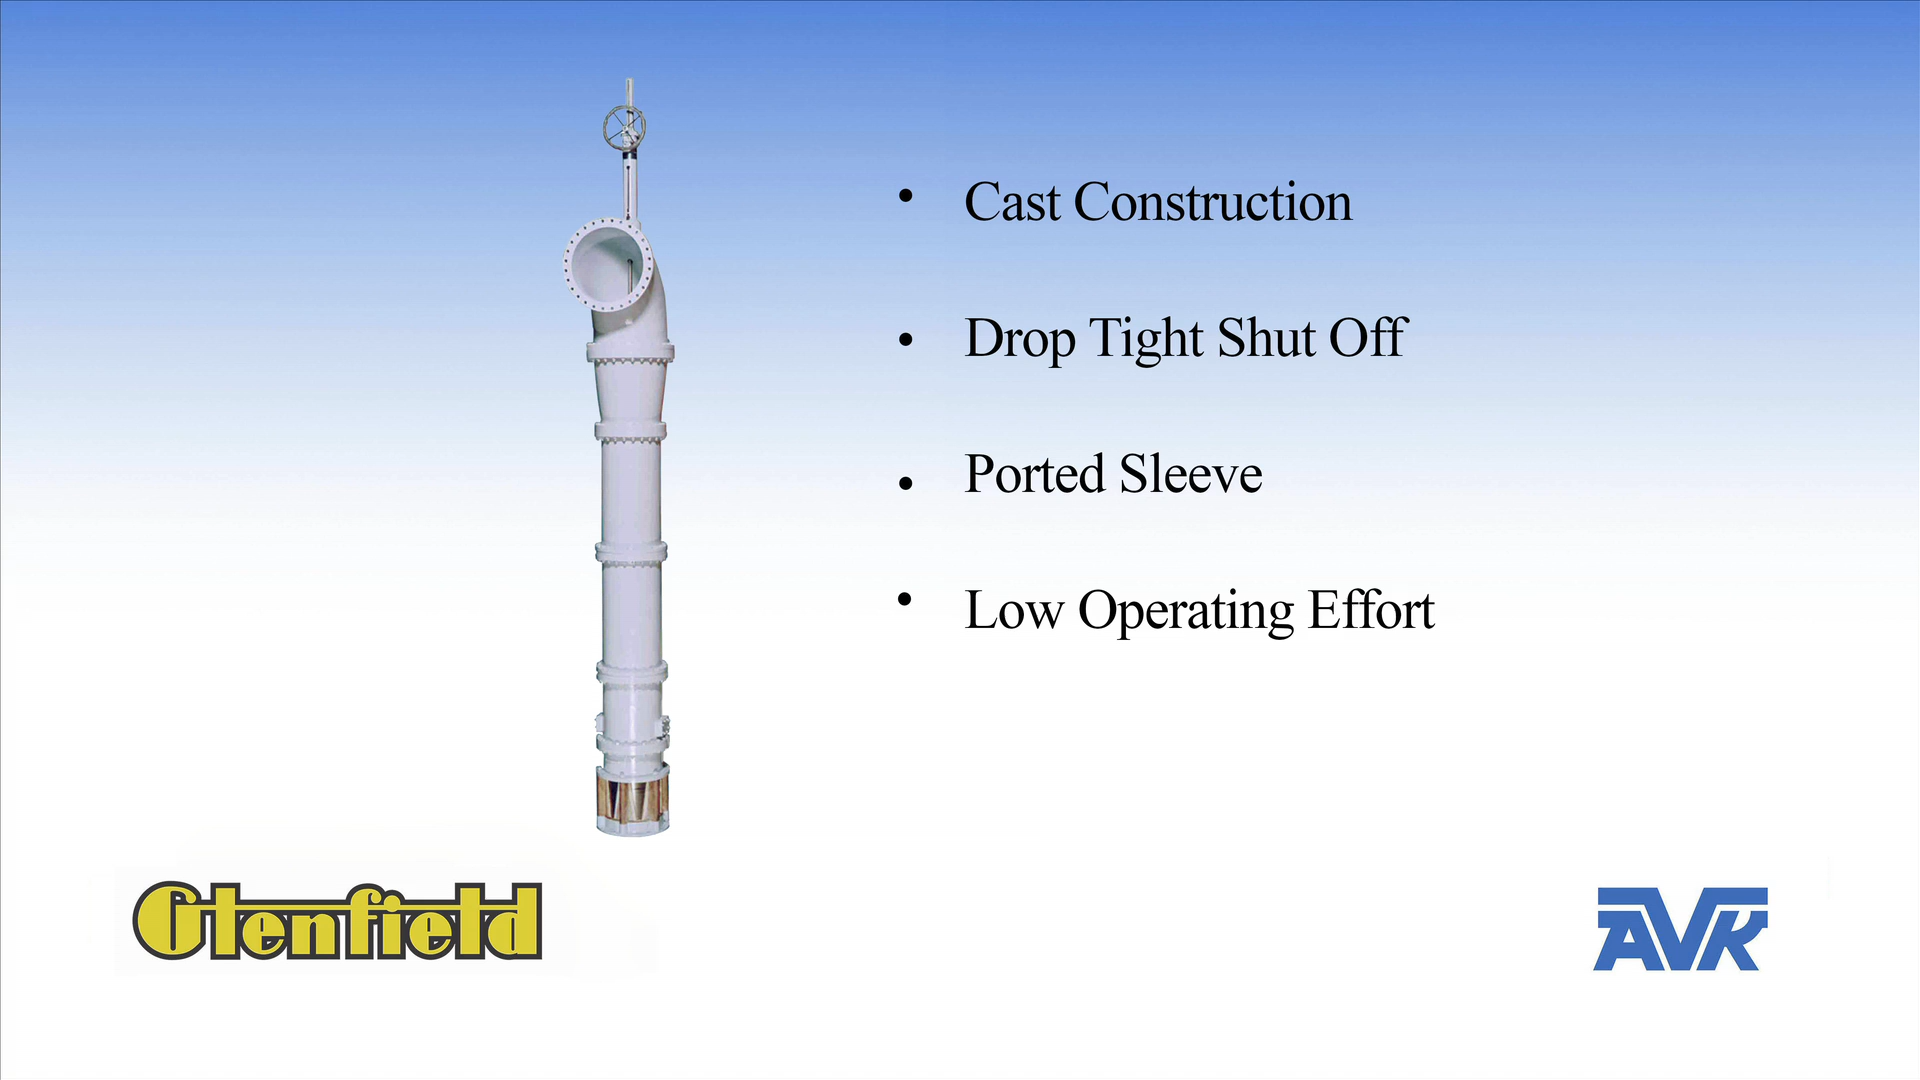 • Cast Construction
• Drop Tight Shut Off
• Ported Sleeve
• Low Operating Effort
Glenfield
AVK